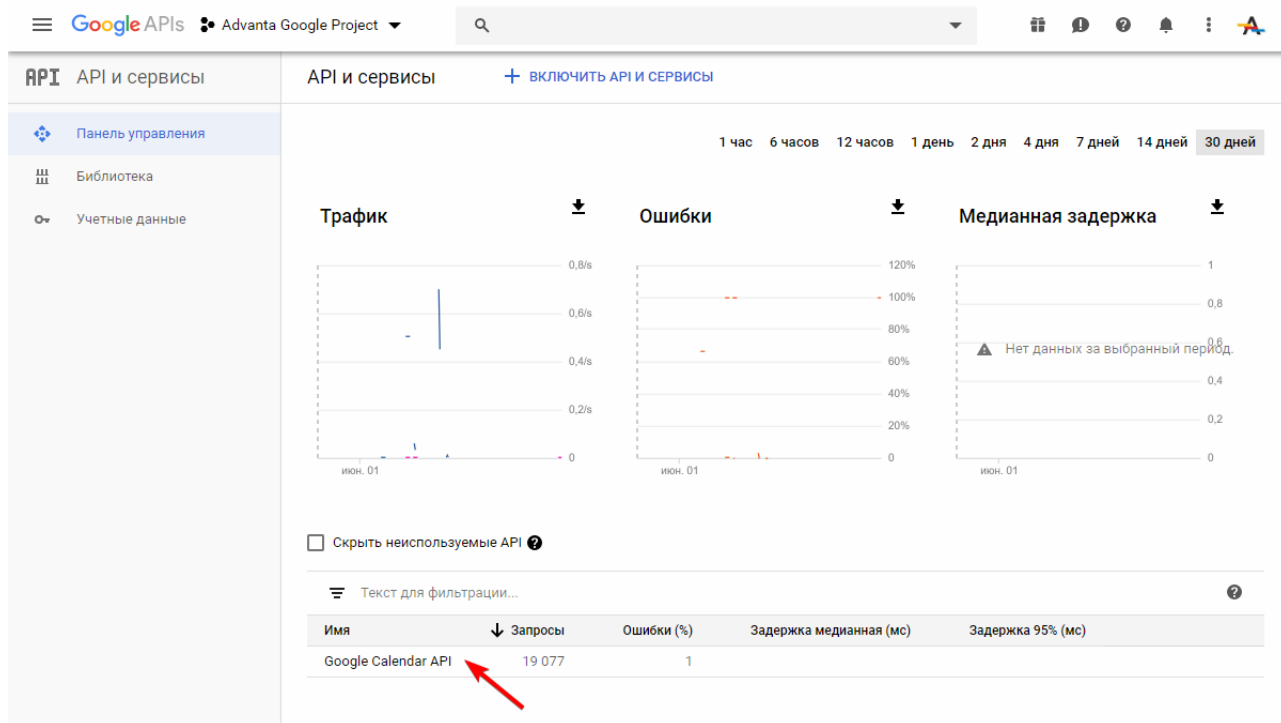 Google APIs Advanta Google Project
API API и сервисы
API и сервисы + ВКЛЮЧИТЬ API И СЕРВИСЫ
Панель управления
Библиотека
Учетные данные
1 час 6 часов 12 часов 1 день 2 дня 4 дня 7 дней 14 дней 30 дней
Трафик
0,8/s
0,6/s
0,4/s
0,2/s
0
июн. 01
Ошибки
120%
100%
80%
60%
40%
20%
0
июн. 01
Медианная задержка
1
0,8
0,6
Нет данных за выбранный период.
0,4
0,2
0
июн. 01
Скрыть неиспользуемые API
Текст для фильтрации...
Имя Запросы Ошибки (%) Задержка медианная (мс) Задержка 95% (мс)
Google Calendar API 19 077 1